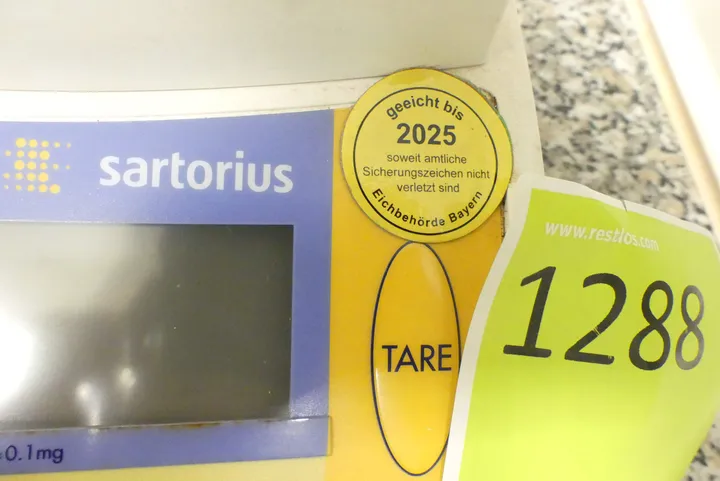 sartorius
geeicht bis
2025
soweit amtliche
Sicherungszeichen nicht
verletzt sind
Eichbehörde Bayern
TARE
0.1mg
www.restlos.com
1288